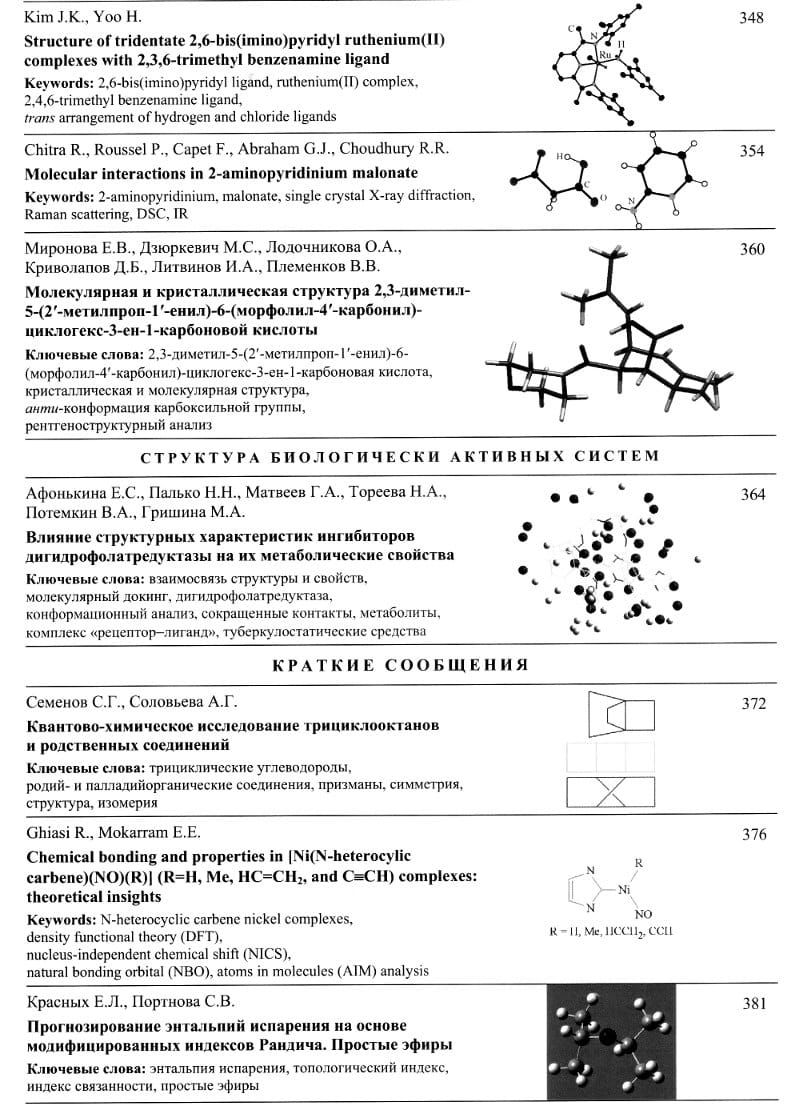 Kim J.K., Yoo H.
348
Structure of tridentate 2,6-bis(imino)pyridyl ruthenium(II)
complexes with 2,3,6-trimethyl benzenamine ligand
Keywords: 2,6-bis(imino)pyridyl ligand, ruthenium(II) complex,
2,4,6-trimethyl benzenamine ligand,
trans arrangement of hydrogen and chloride ligands
C
N
H
Ru
Chitra R., Roussel P., Capet F., Abraham G.J., Choudhury R.R.
354
Molecular interactions in 2-aminopyridinium malonate
Keywords: 2-aminopyridinium, malonate, single crystal X-ray diffraction,
Raman scattering, DSC, IR
HO
C
O
N
Миронова Е.В., Дзюркевич М.С., Лодочникова О.А.,
Криволапов Д.Б., Литвинов И.А., Племенков В.В.
360
Молекулярная и кристаллическая структура 2,3-диметил-
5-(2′-метилпроп-1′-енил)-6-(морфолил-4′-карбонил)-
циклогекс-3-ен-1-карбоновой кислоты
Ключевые слова: 2,3-диметил-5-(2′-метилпроп-1′-енил)-6-
(морфолил-4′-карбонил)-циклогекс-3-ен-1-карбоновая кислота,
кристаллическая и молекулярная структура,
анти-конформация карбоксильной группы,
рентгеноструктурный анализ
СТРУКТУРА БИОЛОГИЧЕСКИ АКТИВНЫХ СИСТЕМ
Афонькина Е.С., Палько Н.Н., Матвеев Г.А., Тореева Н.А.,
Потемкин В.А., Гришина М.А.
364
Влияние структурных характеристик ингибиторов
дигидрофолатредуктазы на их метаболические свойства
Ключевые слова: взаимосвязь структуры и свойств,
молекулярный докинг, дигидрофолатредуктаза,
конформационный анализ, сокращенные контакты, метаболиты,
комплекс «рецептор–лиганд», туберкулостатические средства
КРАТКИЕ СООБЩЕНИЯ
Семенов С.Г., Соловьева А.Г.
372
Квантово-химическое исследование трициклооктанов
и родственных соединений
Ключевые слова: трициклические углеводороды,
родий- и палладийорганические соединения, призманы, симметрия,
структура, изомерия
Ghiasi R., Mokarram E.E.
376
Chemical bonding and properties in [Ni(N-heterocylic
carbene)(NO)(R)] (R=H, Me, HC=CH₂, and C≡CH) complexes:
theoretical insights
Keywords: N-heterocyclic carbene nickel complexes,
density functional theory (DFT),
nucleus-independent chemical shift (NICS),
natural bonding orbital (NBO), atoms in molecules (AIM) analysis
N
R
Ni
N
NO
R = H, Me, HCCH₂, CCH
Красных Е.Л., Портнова С.В.
381
Прогнозирование энтальпий испарения на основе
модифицированных индексов Рандича. Простые эфиры
Ключевые слова: энтальпия испарения, топологический индекс,
индекс связанности, простые эфиры